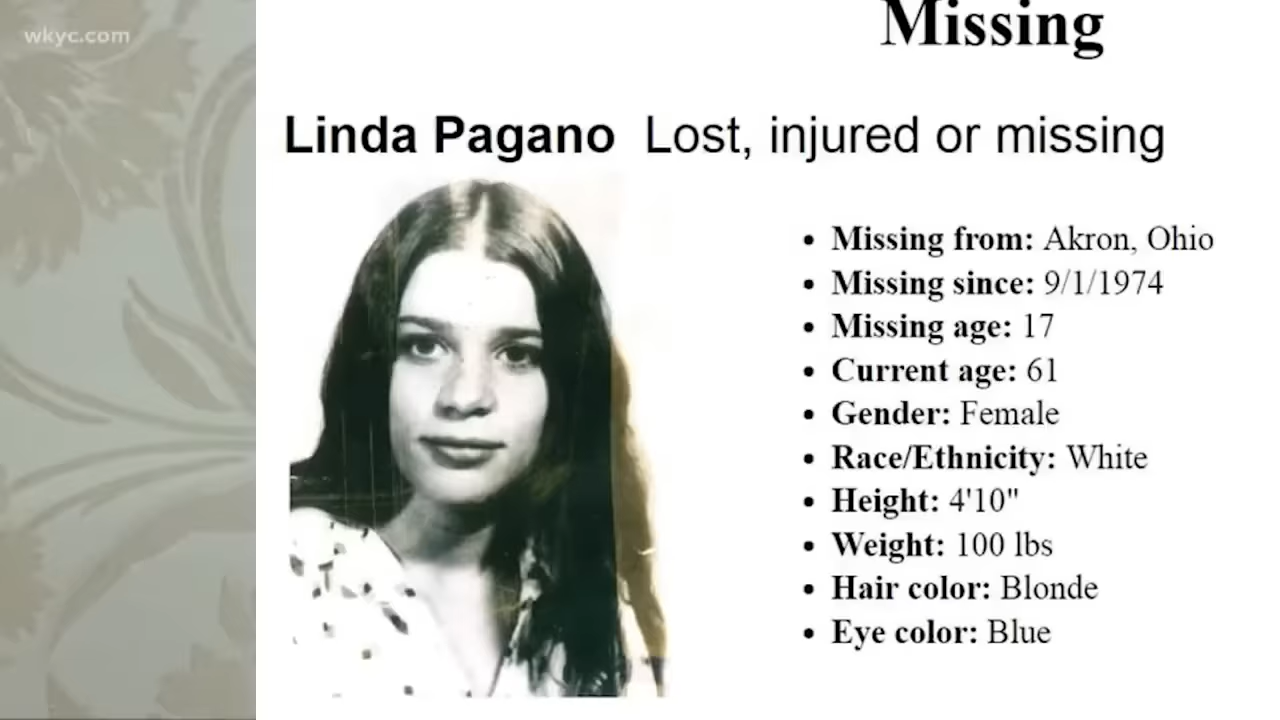 wkyc.com
Missing
Linda Pagano Lost, injured or missing
• Missing from: Akron, Ohio
• Missing since: 9/1/1974
• Missing age: 17
• Current age: 61
• Gender: Female
• Race/Ethnicity: White
• Height: 4'10"
• Weight: 100 lbs
• Hair color: Blonde
• Eye color: Blue